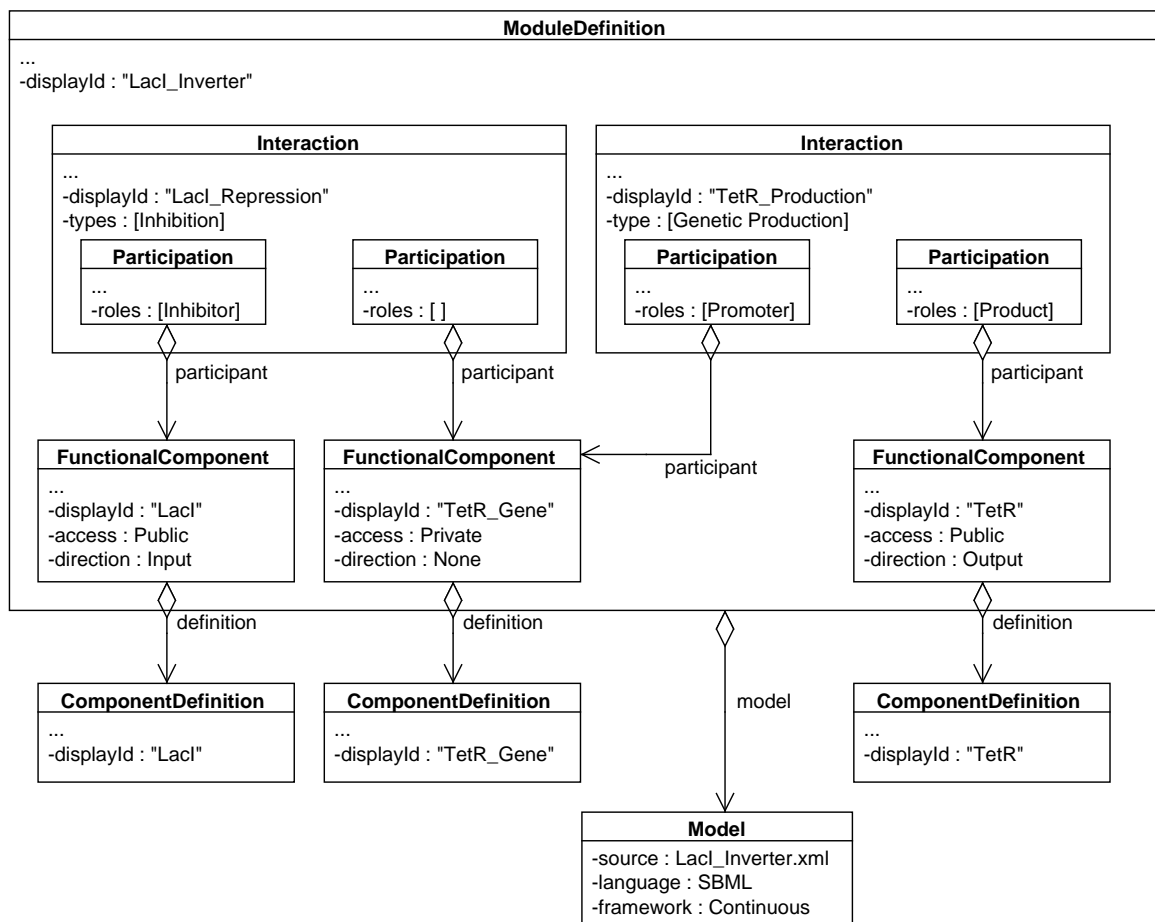 ModuleDefinition
...
-displayId : "LacI_Inverter"
Interaction
...
-displayId : "LacI_Repression"
-types : [Inhibition]
Participation
...
-roles : [Inhibitor]
Participation
...
-roles : [ ]
Interaction
...
-displayId : "TetR_Production"
-type : [Genetic Production]
Participation
...
-roles : [Promoter]
Participation
...
-roles : [Product]
participant
participant
participant
participant
FunctionalComponent
...
-displayId : "LacI"
-access : Public
-direction : Input
FunctionalComponent
...
-displayId : "TetR_Gene"
-access : Private
-direction : None
FunctionalComponent
...
-displayId : "TetR"
-access : Public
-direction : Output
definition
definition
definition
model
ComponentDefinition
...
-displayId : "LacI"
ComponentDefinition
...
-displayId : "TetR_Gene"
ComponentDefinition
...
-displayId : "TetR"
Model
-source : LacI_Inverter.xml
-language : SBML
-framework : Continuous